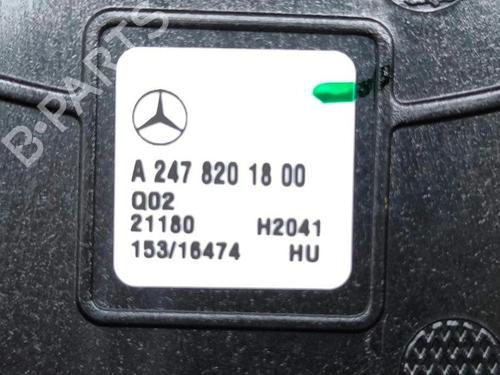 B-PARTS
A 247 820 18 00
Q02
21180 H2041
153/16474 HU